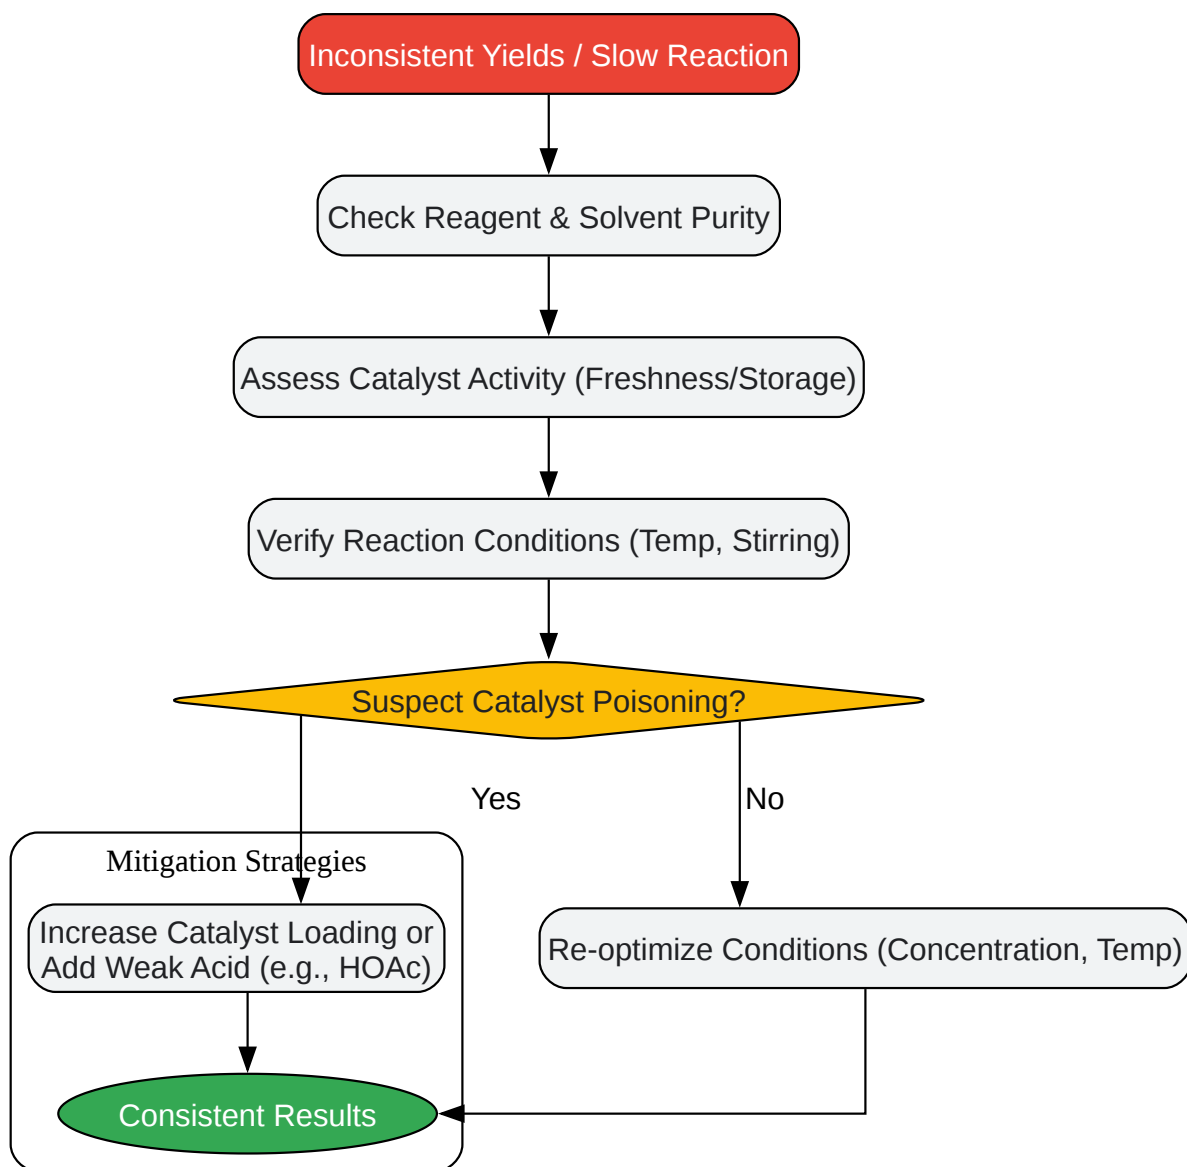 Inconsistent Yields / Slow Reaction
Check Reagent & Solvent Purity
Assess Catalyst Activity (Freshness/Storage)
Verify Reaction Conditions (Temp, Stirring)
Suspect Catalyst Poisoning?
Yes
No
Mitigation Strategies
Increase Catalyst Loading or
Add Weak Acid (e.g., HOAc)
Re-optimize Conditions (Concentration, Temp)
Consistent Results